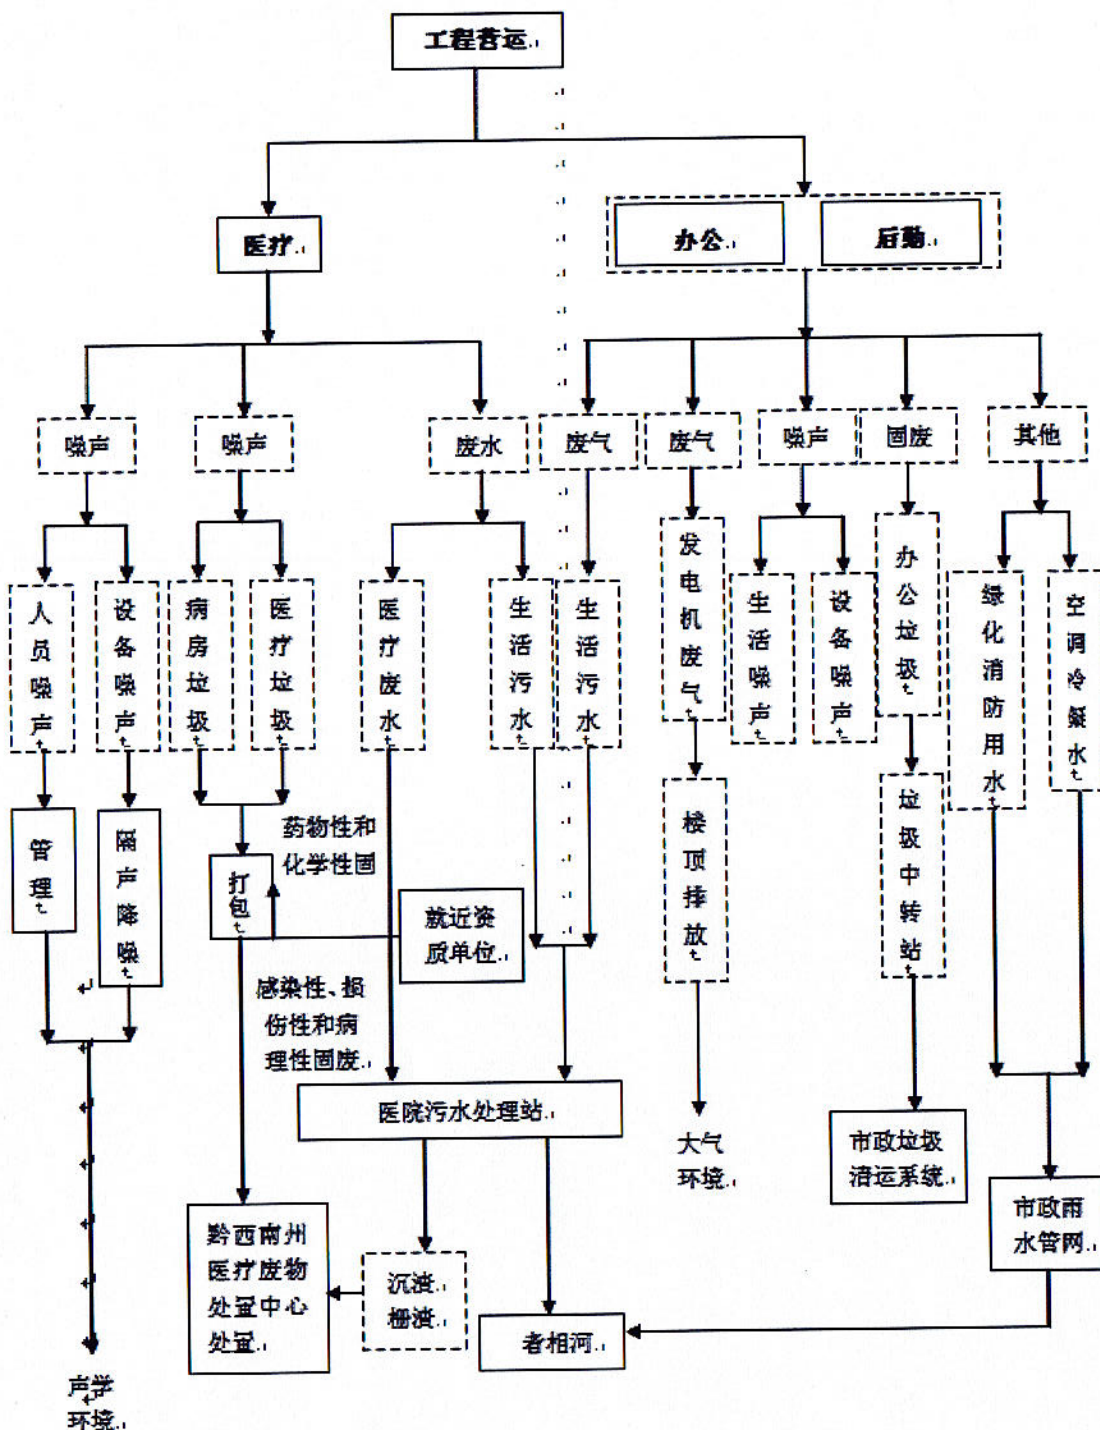 工程营运
医疗
办公
后勤
噪声
噪声
废水
废气
废气
噪声
固废
其他
人员噪声
设备噪声
病房垃圾
医疗垃圾
医疗废水
生活污水
生活污水
发电机废气
生活噪声
设备噪声
办公垃圾
绿化消防用水
空调冷凝水
管理
隔声降噪
打包
药物性和
化学性固
就近资
质单位
楼顶排放
垃圾中转站
感染性、损
伤性和病
理性固废
医院污水处理站
大气
环境
市政垃圾
清运系统
市政雨
水管网
黔西南州
医疗废物
处置中心
处置
沉渣
栅渣
者相河
声学
环境